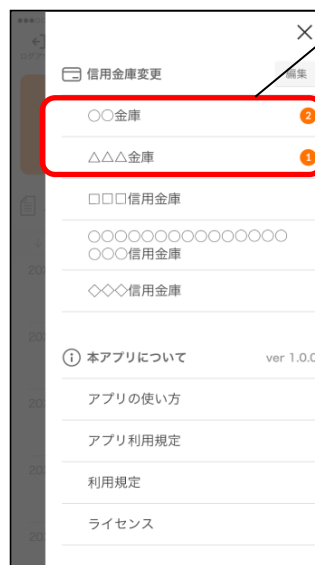 信用金庫変更
編集
○○金庫
2
△△△金庫
1
□□□信用金庫
○○○○○○○○○○○○○○○
○○○信用金庫
◇◇◇信用金庫
本アプリについて
ver 1.0.0
アプリの使い方
アプリ利用規定
利用規定
ライセンス